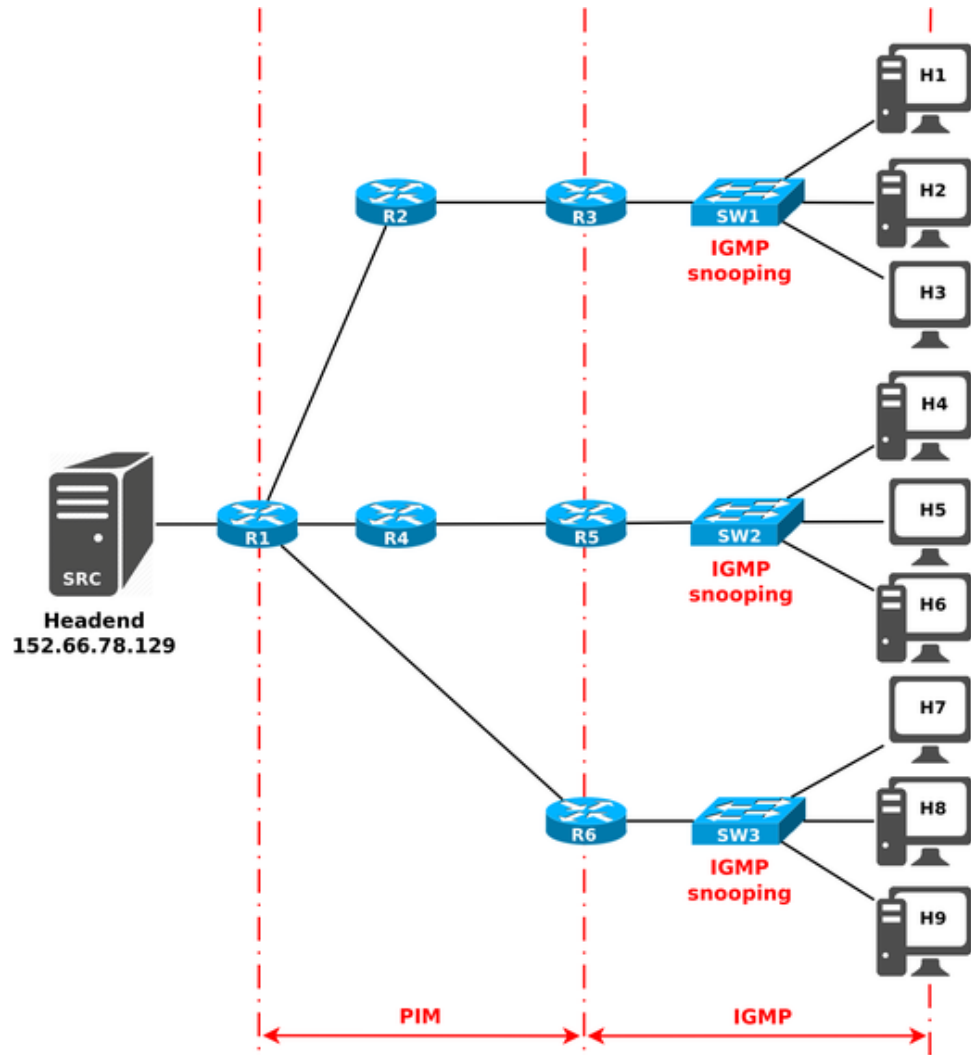 H1
H2
R2
R3
SW1
IGMP
snooping
H3
H4
H5
R1
R4
R5
SW2
SRC
IGMP
snooping
H6
Headend
152.66.78.129
H7
H8
R6
SW3
IGMP
snooping
H9
PIM
IGMP